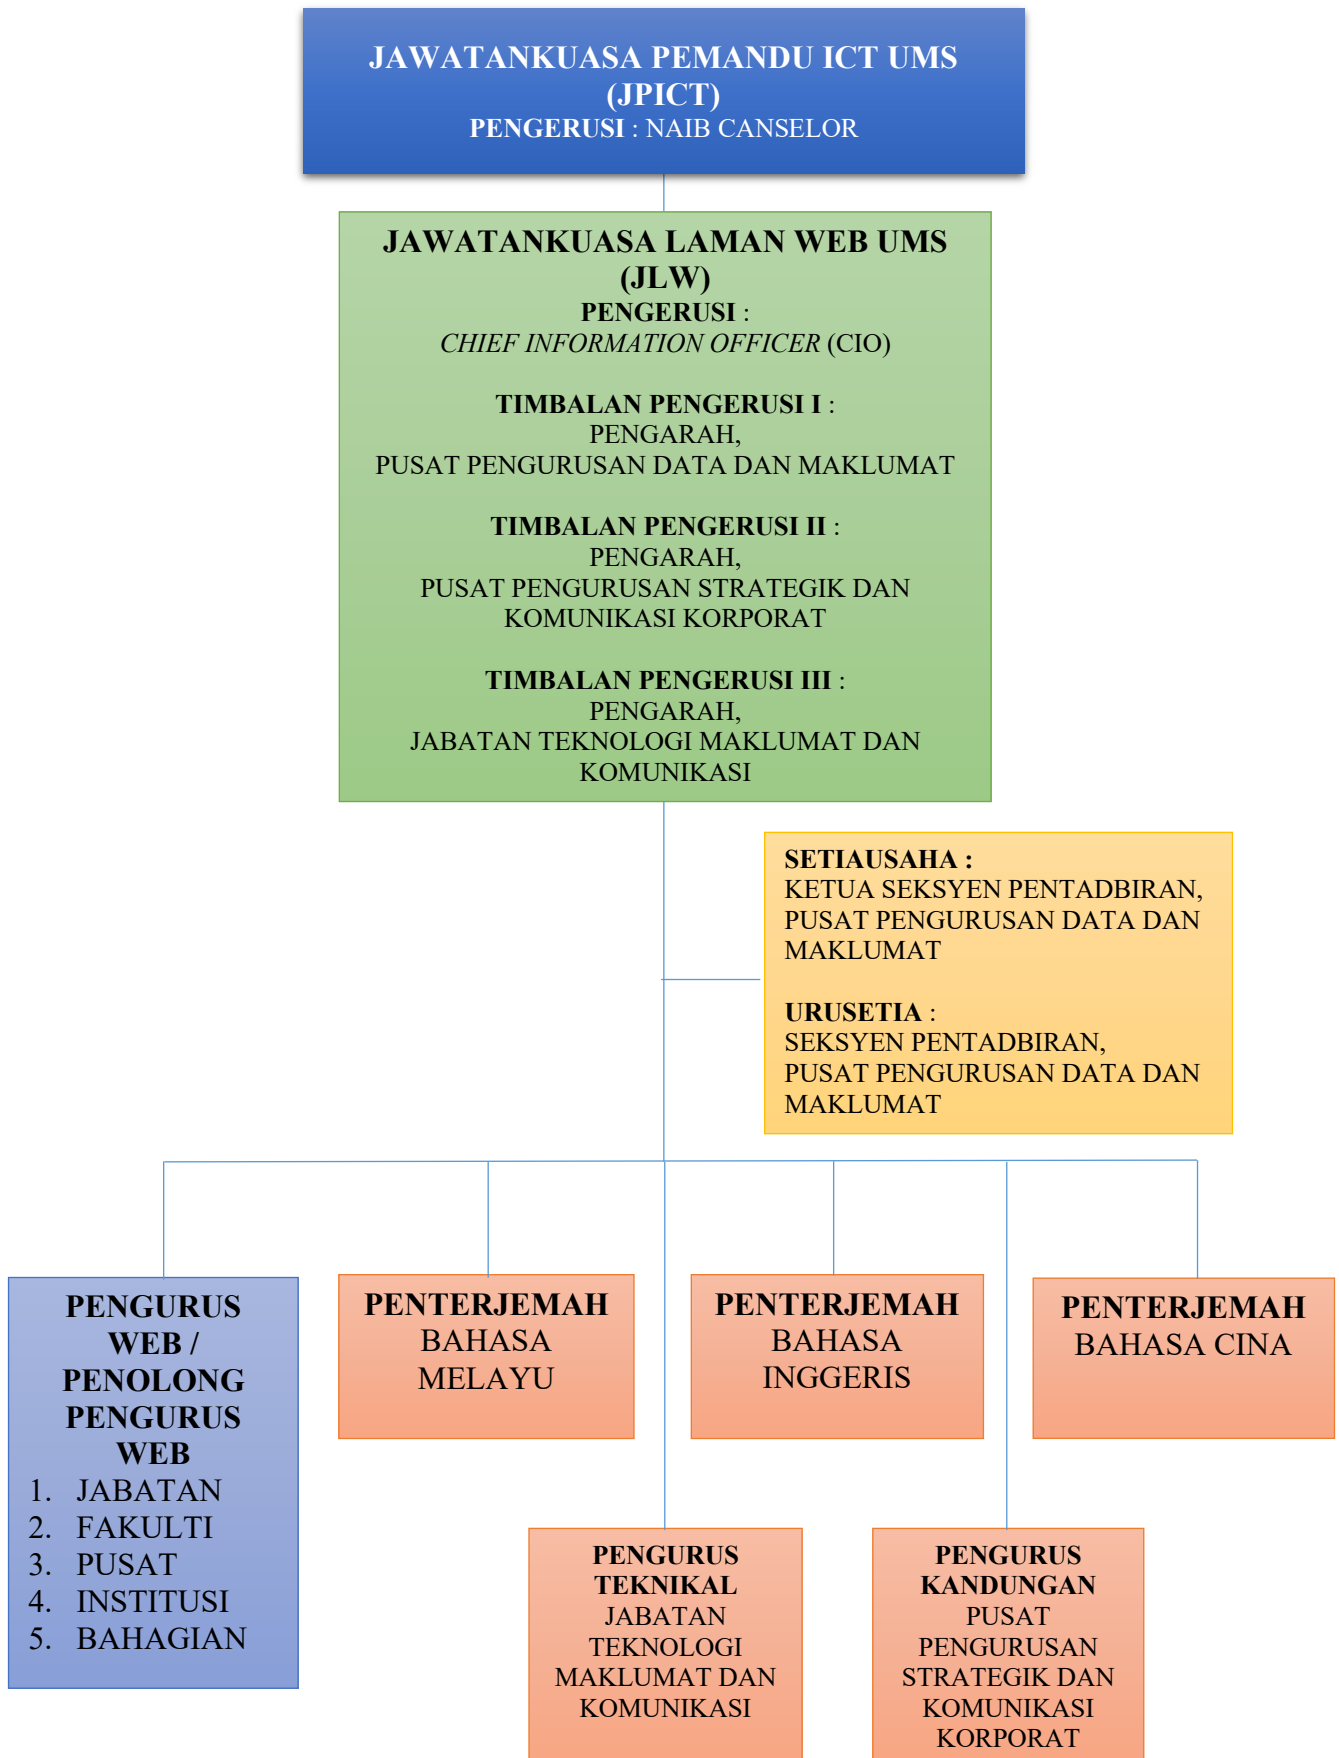 JAWATANKUASA PEMANDU ICT UMS
(JPICT)
PENGERUSI : NAIB CANSELOR
JAWATANKUASA LAMAN WEB UMS
(JLW)
PENGERUSI :
CHIEF INFORMATION OFFICER (CIO)
TIMBALAN PENGERUSI I :
PENGARAH,
PUSAT PENGURUSAN DATA DAN MAKLUMAT
TIMBALAN PENGERUSI II :
PENGARAH,
PUSAT PENGURUSAN STRATEGIK DAN
KOMUNIKASI KORPORAT
TIMBALAN PENGERUSI III :
PENGARAH,
JABATAN TEKNOLOGI MAKLUMAT DAN
KOMUNIKASI
SETIAUSAHA :
KETUA SEKSYEN PENTADBIRAN,
PUSAT PENGURUSAN DATA DAN
MAKLUMAT
URUSETIA :
SEKSYEN PENTADBIRAN,
PUSAT PENGURUSAN DATA DAN
MAKLUMAT
PENGURUS
WEB /
PENOLONG
PENGURUS
WEB
1. JABATAN
2. FAKULTI
3. PUSAT
4. INSTITUSI
5. BAHAGIAN
PENTERJEMAH
BAHASA
MELAYU
PENTERJEMAH
BAHASA
INGGERIS
PENTERJEMAH
BAHASA CINA
PENGURUS
TEKNIKAL
JABATAN
TEKNOLOGI
MAKLUMAT DAN
KOMUNIKASI
PENGURUS
KANDUNGAN
PUSAT
PENGURUSAN
STRATEGIK DAN
KOMUNIKASI
KORPORAT